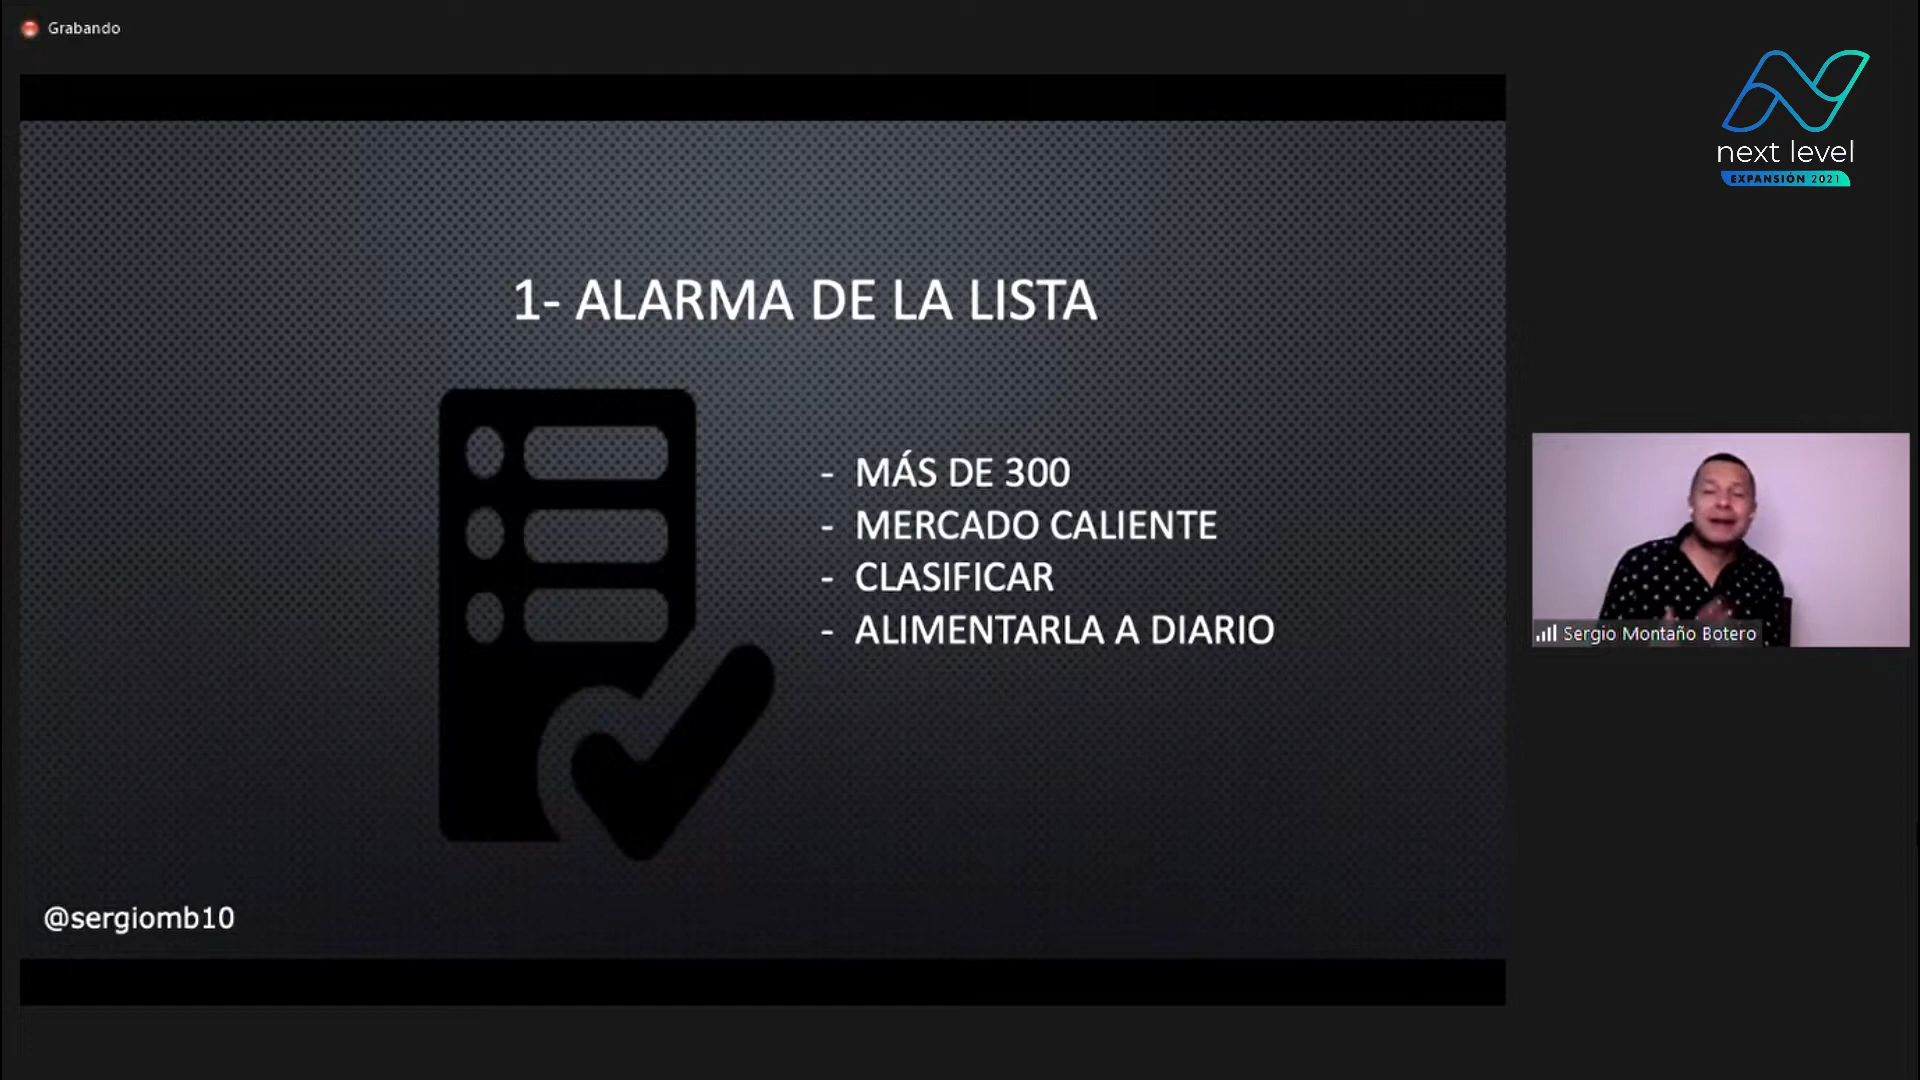 Grabando
next level
EXPANSIÓN 2021
1- ALARMA DE LA LISTA
- MÁS DE 300
- MERCADO CALIENTE
- CLASIFICAR
- ALIMENTARLA A DIARIO
Sergio Montaño Botero
@sergiomb10